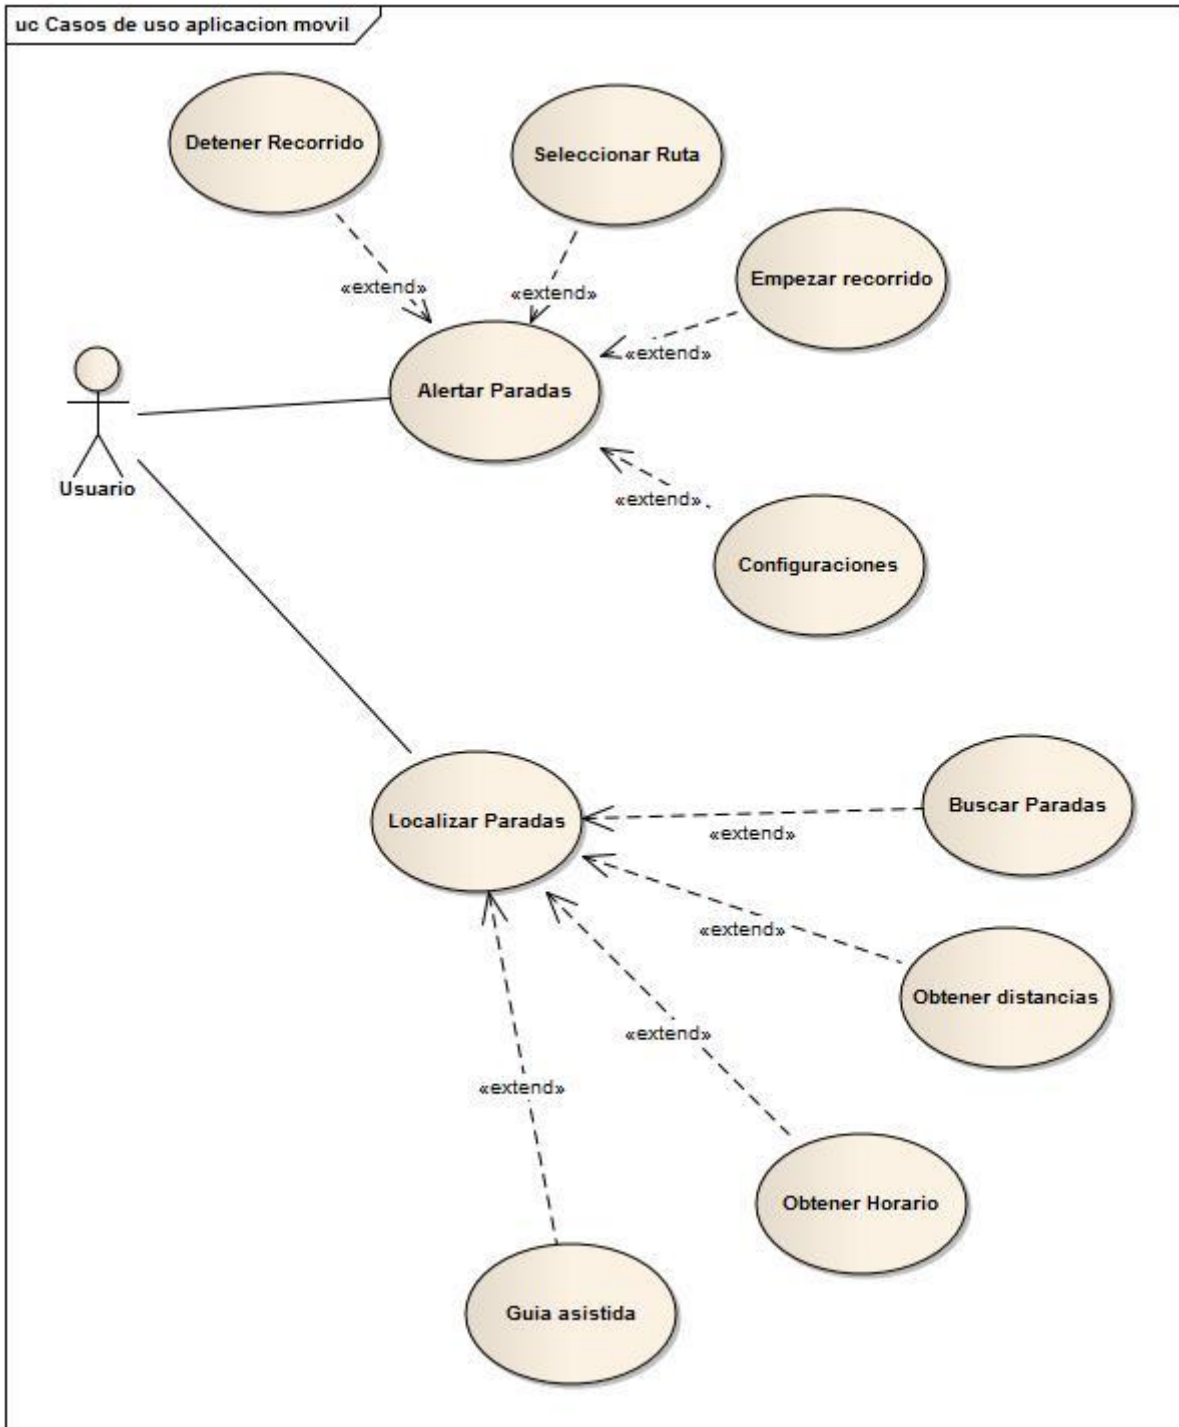 uc Casos de uso aplicacion movil
Detener Recorrido
Seleccionar Ruta
Empezar recorrido
«extend»
«extend»
«extend»
Alertar Paradas
Usuario
«extend»
Configuraciones
Localizar Paradas
Buscar Paradas
«extend»
«extend»
Obtener distancias
«extend»
«extend»
Obtener Horario
Guia asistida